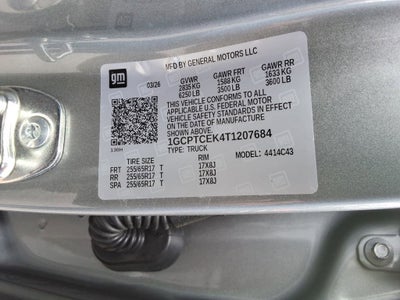 gm
MFD BY GENERAL MOTORS LLC
03/26
GVWR GAWR FRT GAWR RR
2835 KG 1588 KG 1633 KG
6250 LB 3500 LB 3600 LB
THIS VEHICLE CONFORMS TO ALL
APPLICABLE U.S. FEDERAL MOTOR
VEHICLE SAFETY STANDARDS IN EFFECT
ON THE DATE OF MANUFACTURE SHOWN ABOVE.
1GCPTCEK4T1207684
TYPE: TRUCK
MODEL: 4414C43
TIRE SIZE RIM
FRT 255/65R17 T 17X8J
RR 255/65R17 T 17X8J
SPA 255/65R17 T 17X8J